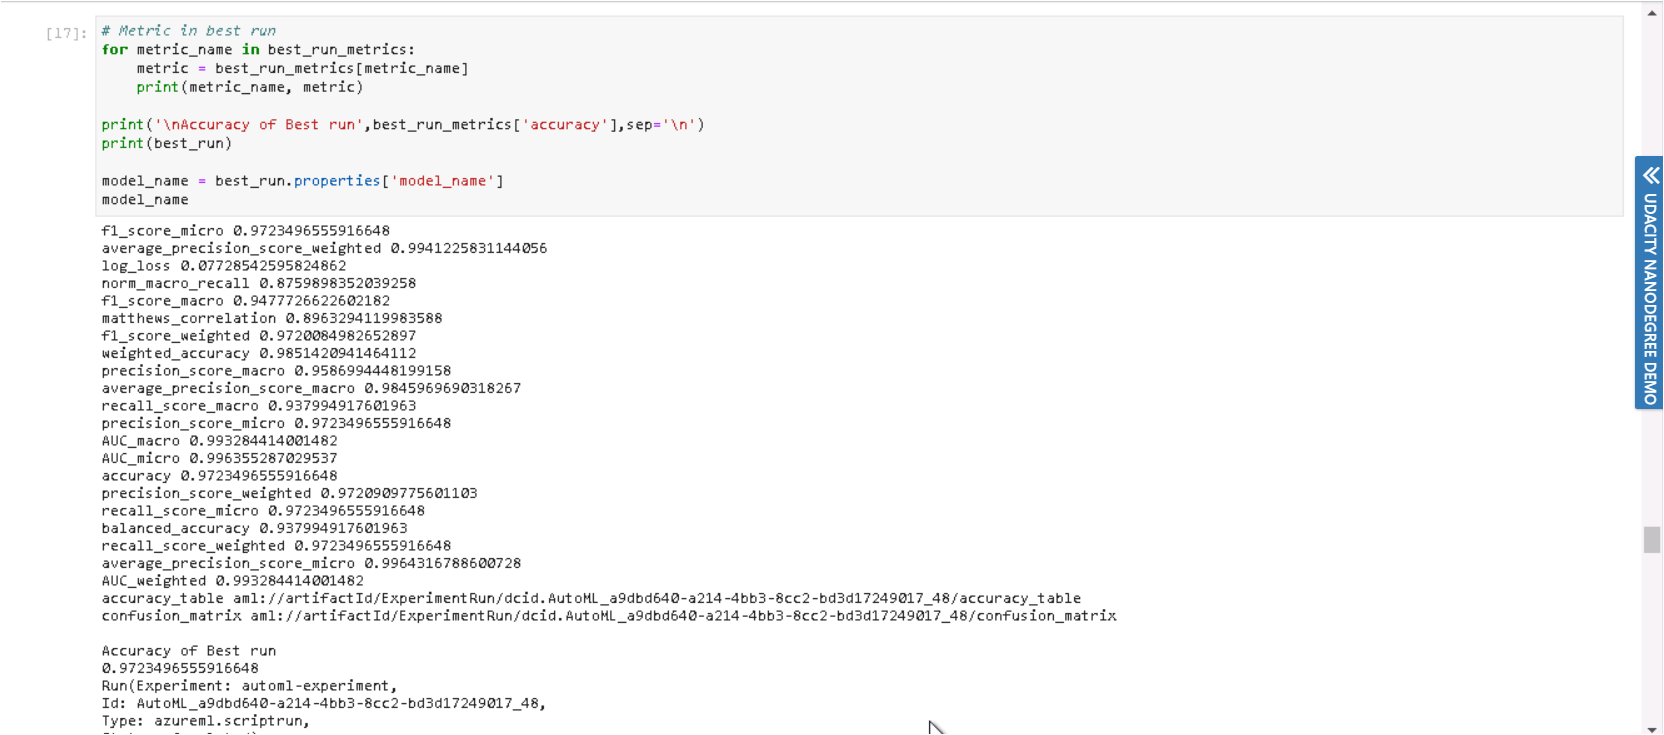 [17]: # Metric in best run
for metric_name in best_run_metrics:
    metric = best_run_metrics[metric_name]
    print(metric_name, metric)

print('\nAccuracy of Best run',best_run_metrics['accuracy'],sep='\n')
print(best_run)

model_name = best_run.properties['model_name']
model_name
f1_score_micro 0.9723496555916648
average_precision_score_weighted 0.9941225831144056
log_loss 0.07728542595824862
norm_macro_recall 0.8759898352039258
f1_score_macro 0.9477726622602182
matthews_correlation 0.8963294119983588
f1_score_weighted 0.9720084982652897
weighted_accuracy 0.9851420941464112
precision_score_macro 0.9586994448199158
average_precision_score_macro 0.9845969690318267
recall_score_macro 0.937994917601963
precision_score_micro 0.9723496555916648
AUC_macro 0.993284414001482
AUC_micro 0.996355287029537
accuracy 0.9723496555916648
precision_score_weighted 0.9720909775601103
recall_score_micro 0.9723496555916648
balanced_accuracy 0.937994917601963
recall_score_weighted 0.9723496555916648
average_precision_score_micro 0.9964316788600728
AUC_weighted 0.993284414001482
accuracy_table aml://artifactId/ExperimentRun/dcid.AutoML_a9dbd640-a214-4bb3-8cc2-bd3d17249017_48/accuracy_table
confusion_matrix aml://artifactId/ExperimentRun/dcid.AutoML_a9dbd640-a214-4bb3-8cc2-bd3d17249017_48/confusion_matrix

Accuracy of Best run
0.9723496555916648
Run(Experiment: automl-experiment,
Id: AutoML_a9dbd640-a214-4bb3-8cc2-bd3d17249017_48,
Type: azureml.scriptrun,
UDACITY NANODEGREE DEMO